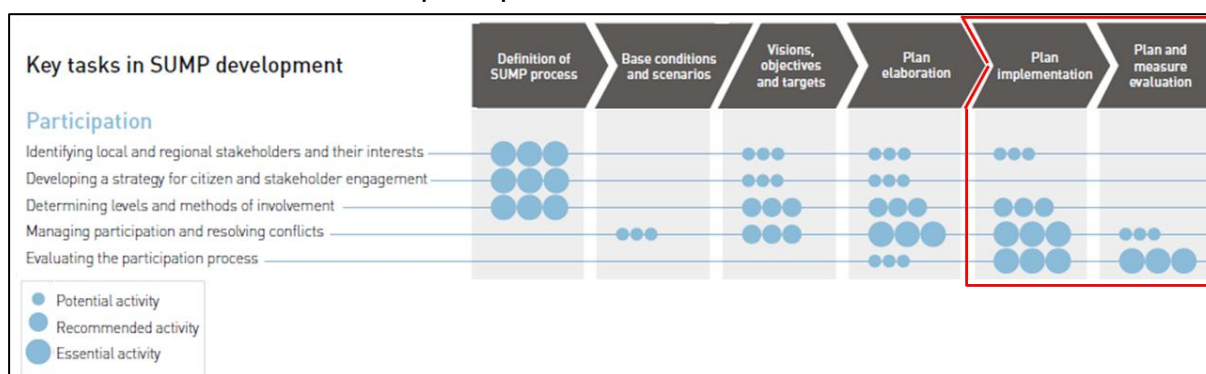 Key tasks in SUMP development
Definition of
SUMP process
Base conditions
and scenarios
Visions,
objectives
and targets
Plan
elaboration
Plan
implementation
Plan and
measure
evaluation
Participation
Identifying local and regional stakeholders and their interests
Developing a strategy for citizen and stakeholder engagement
Determining levels and methods of involvement
Managing participation and resolving conflicts
Evaluating the participation process
Potential activity
Recommended activity
Essential activity